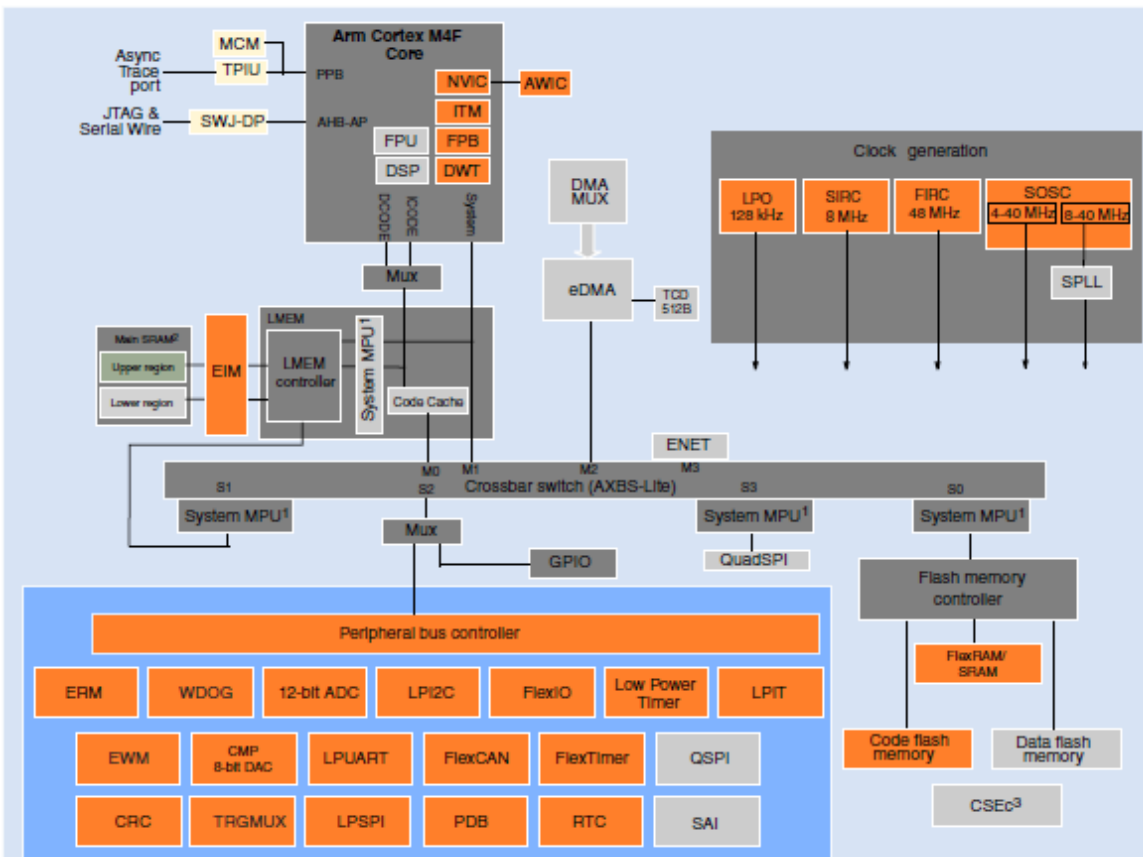 Arm Cortex M4F
Core
MCM
Async
Trace
port
TPIU
PPB
NVIC
AWIC
JTAG &
Serial Wire
SWJ-DP
AHB-AP
ITM
FPU
FPB
DSP
DWT
DCODE
ICODE
System
Mux
DMA
MUX
eDMA
TCD
512B
Clock generation
LPO
128 kHz
SIRC
8 MHz
FIRC
48 MHz
SOSC
4-40 MHz
8-40 MHz
SPLL
Main SRAM²
Upper region
Lower region
EIM
LMEM
LMEM
controller
System MPU¹
Code Cache
ENET
M0
M1
M2
M3
Crossbar switch (AXBS-Lite)
S1
S2
S3
S0
System MPU¹
Mux
System MPU¹
System MPU¹
GPIO
QuadSPI
Flash memory
controller
FlexRAM/
SRAM
Code flash
memory
Data flash
memory
CSEc³
Peripheral bus controller
ERM
WDOG
12-bit ADC
LPI2C
FlexIO
Low Power
Timer
LPIT
EWM
CMP
8-bit DAC
LPUART
FlexCAN
FlexTimer
QSPI
CRC
TRGMUX
LPSPI
PDB
RTC
SAI